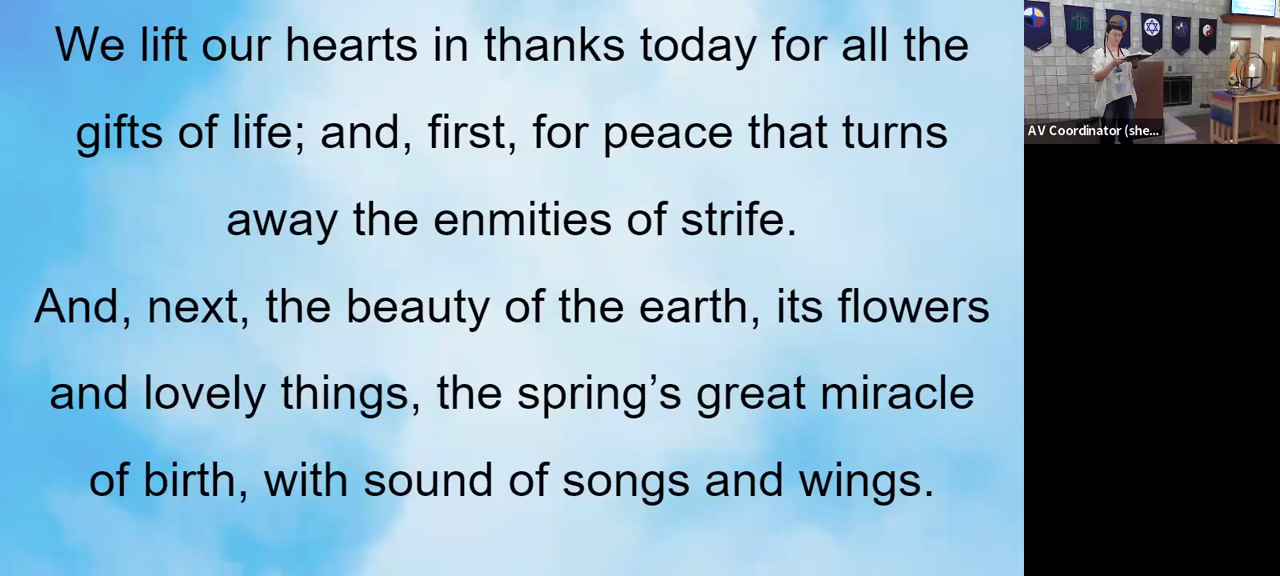 We lift our hearts in thanks today for all the
gifts of life; and, first, for peace that turns
away the enmities of strife.
And, next, the beauty of the earth, its flowers
and lovely things, the spring’s great miracle
of birth, with sound of songs and wings.
AV Coordinator (she...